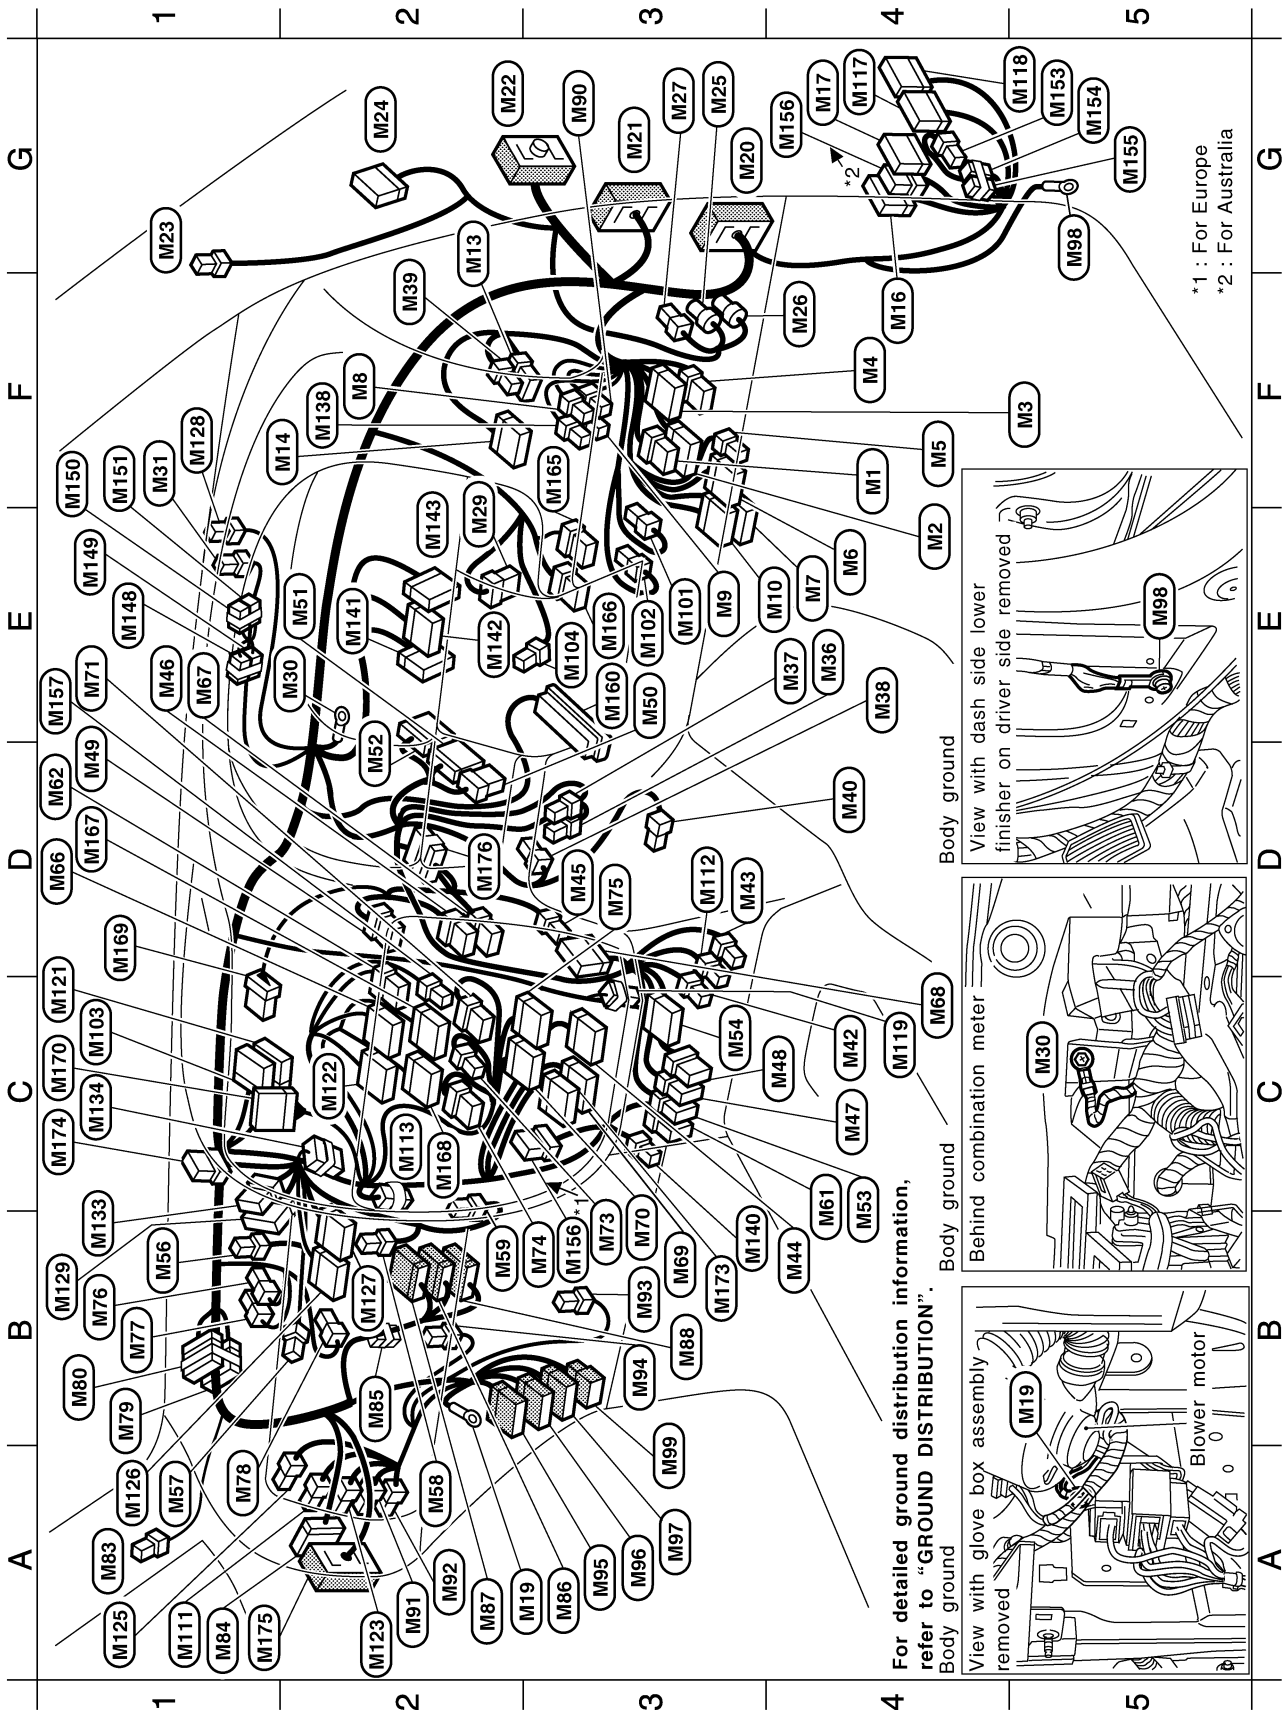 1
2
3
4
5
G
F
E
D
C
B
A
M24
M22
M90
M21
M27
M25
M20
M156
M17
M117
M118
M153
M154
M155
M98
*2
M23
M13
M39
M26
M16
*1 : For Europe
*2 : For Australia
M8
M138
M14
M128
M31
M151
M150
M4
M3
M5
M1
M2
M165
M143
M29
M149
M148
M51
M141
M142
M104
M166
M102
M101
M9
M10
M7
M6
M46
M67
M30
M71
M157
M52
M160
M50
M37
M36
M38
M49
M62
M167
M66
M176
M45
M75
M40
M112
M43
M169
M121
M103
M170
M134
M174
M122
M113
M168
M54
M42
M119
M68
M48
M47
M61
M53
M133
M129
M56
M76
M77
M80
M79
M127
M59
M74
M156
*1
M73
M70
M69
M173
M140
M44
M93
M88
M94
M85
M126
M57
M78
M58
M99
M83
M125
M111
M84
M175
M123
M91
M92
M87
M19
M86
M95
M96
M97
For detailed ground distribution information,
refer to "GROUND DISTRIBUTION".
Body ground
View with glove box assembly
removed
M19
Blower motor
Body ground
Behind combination meter
M30
Body ground
View with dash side lower
finisher on driver side removed
M98
A
B
C
D
E
F
G
1
2
3
4
5